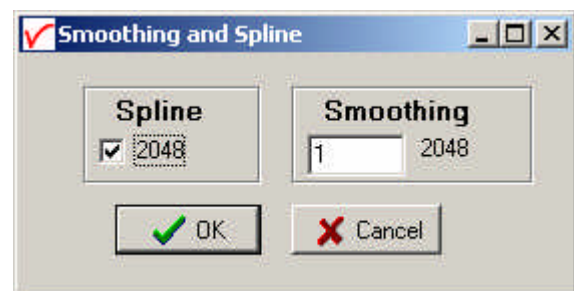 Smoothing and Spline
Spline
2048
Smoothing
1 2048
OK
Cancel